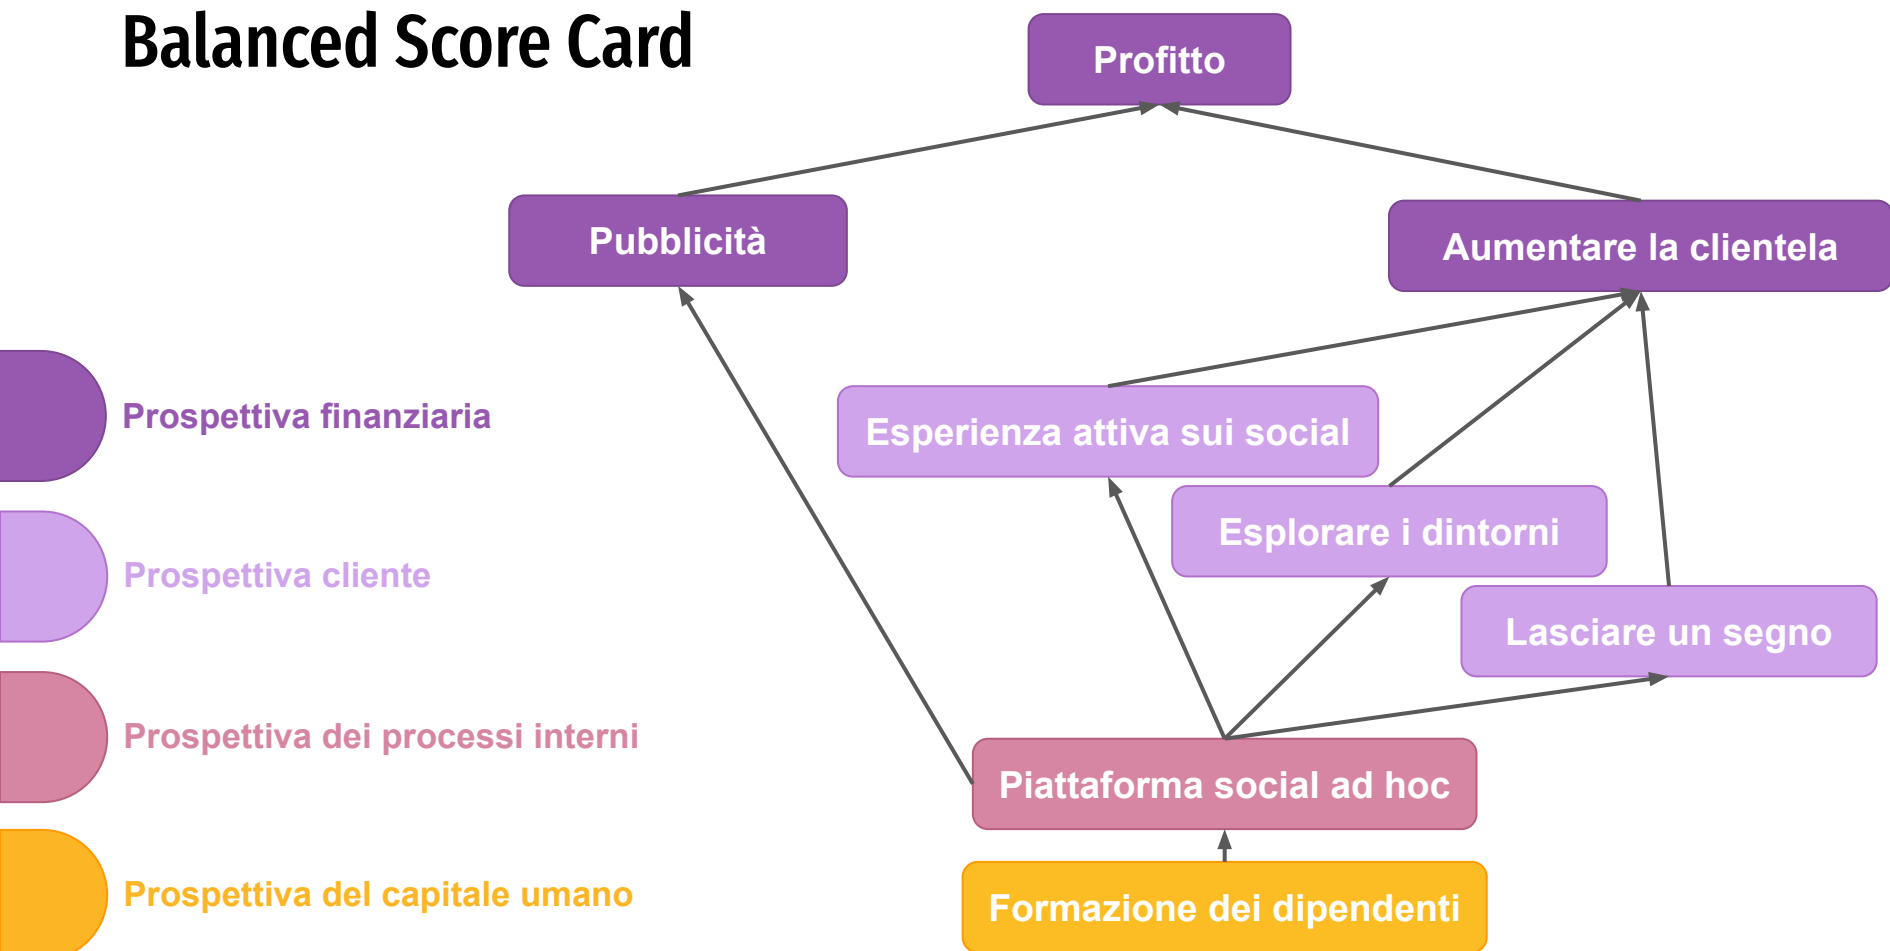 Balanced Score Card
Profitto
Pubblicità
Aumentare la clientela
Prospettiva finanziaria
Esperienza attiva sui social
Esplorare i dintorni
Prospettiva cliente
Lasciare un segno
Prospettiva dei processi interni
Piattaforma social ad hoc
Prospettiva del capitale umano
Formazione dei dipendenti